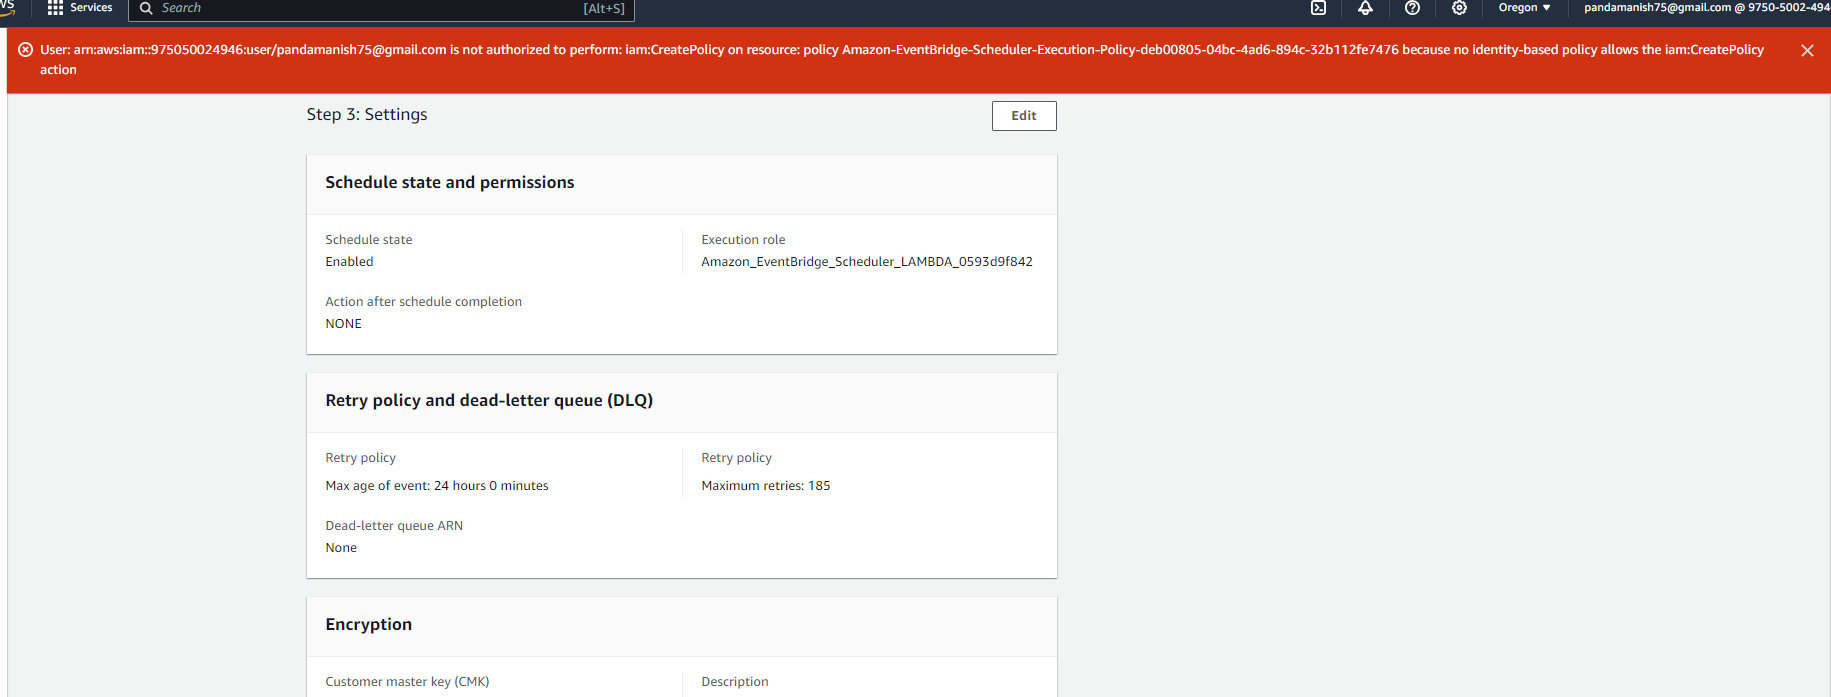 Services
Search
[Alt+S]
Oregon
pandamanish75@gmail.com @ 9750-5002-494
User: arn:aws:iam::975050024946:user/pandamanish75@gmail.com is not authorized to perform: iam:CreatePolicy on resource: policy Amazon-EventBridge-Scheduler-Execution-Policy-deb00805-04bc-4ad6-894c-32b112fe7476 because no identity-based policy allows the iam:CreatePolicy
action
Step 3: Settings
Edit
Schedule state and permissions
Schedule state
Enabled
Execution role
Amazon_EventBridge_Scheduler_LAMBDA_0593d9f842
Action after schedule completion
NONE
Retry policy and dead-letter queue (DLQ)
Retry policy
Max age of event: 24 hours 0 minutes
Retry policy
Maximum retries: 185
Dead-letter queue ARN
None
Encryption
Customer master key (CMK)
Description